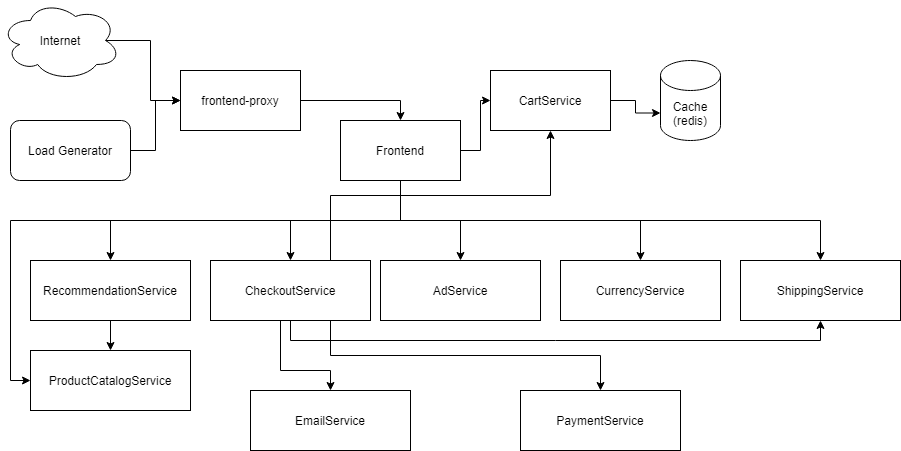 Internet
frontend-proxy
CartService
Cache
(redis)
Load Generator
Frontend
RecommendationService
CheckoutService
AdService
CurrencyService
ShippingService
ProductCatalogService
EmailService
PaymentService